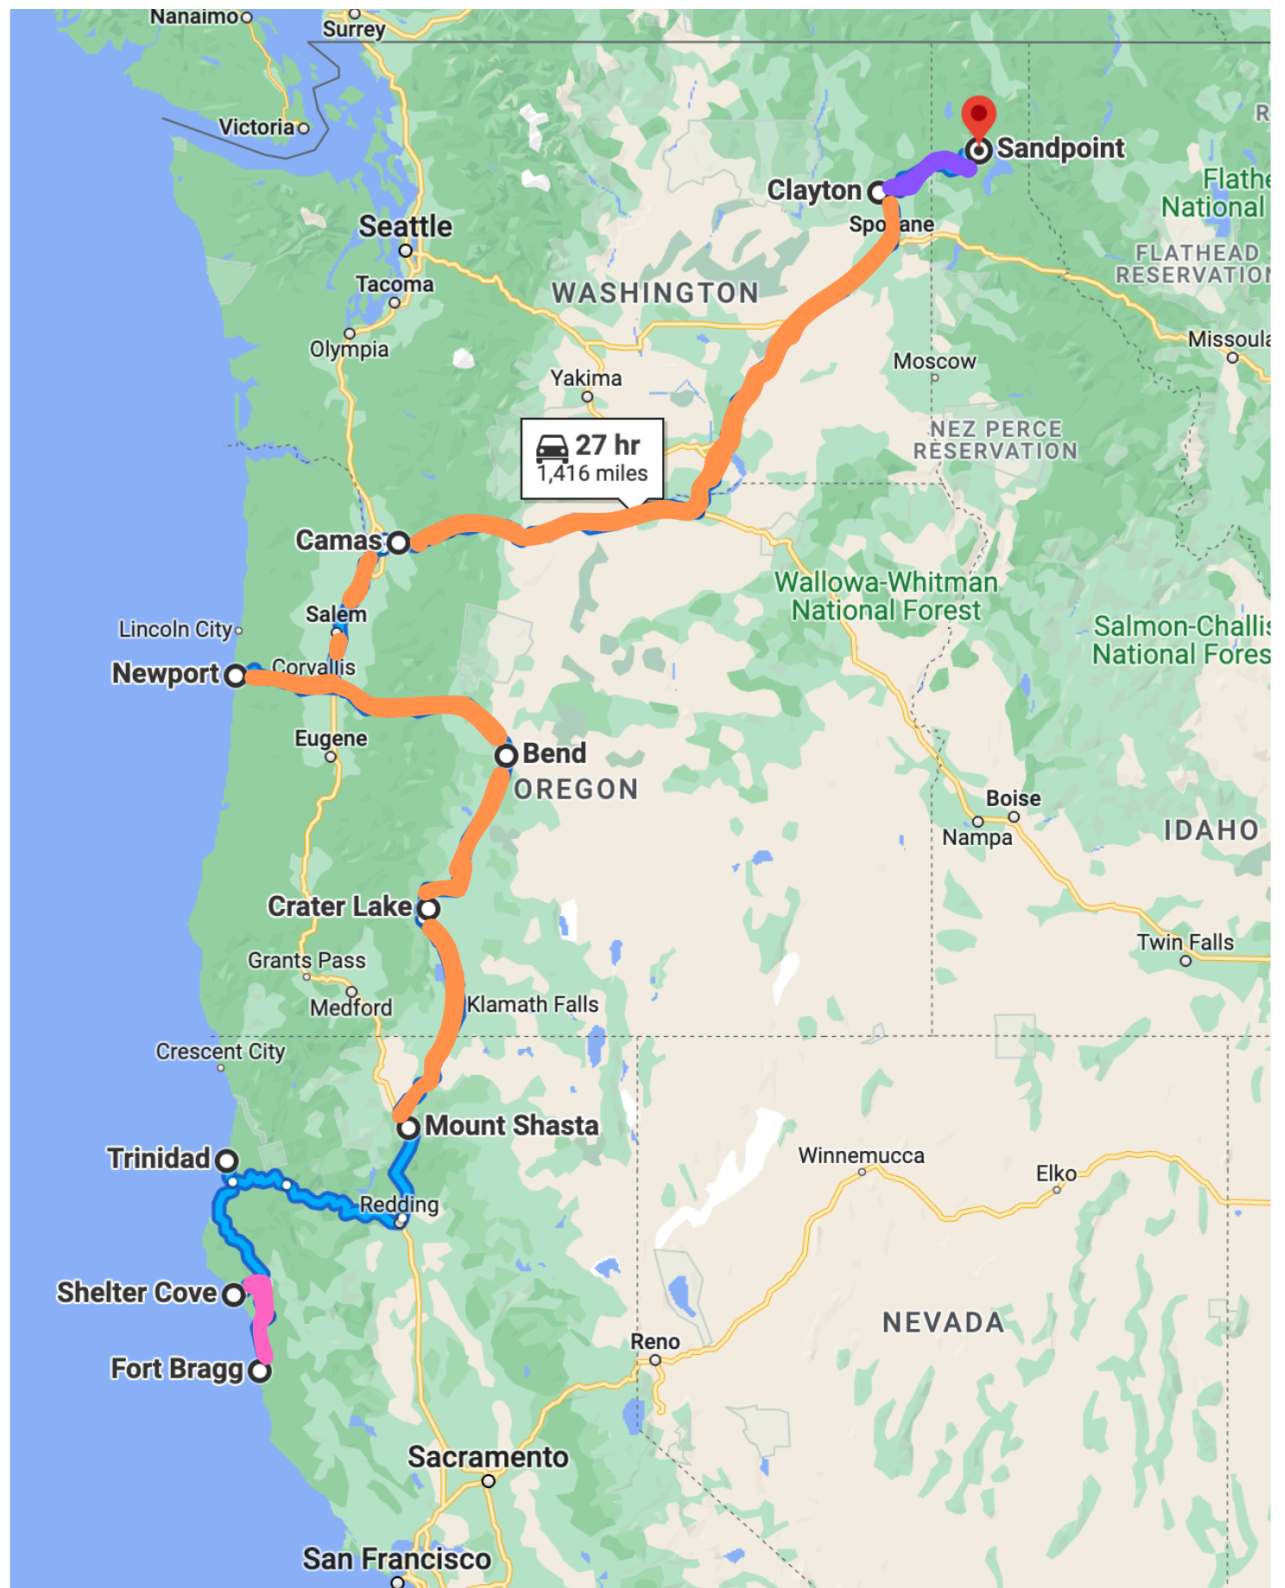 Nanaimo
Surrey
Victoria
Sandpoint
Clayton
Flathe
National
Spokane
Seattle
FLATHEAD
RESERVATION
Tacoma
WASHINGTON
Olympia
Missoula
Moscow
Yakima
NEZ PERCE
RESERVATION
27 hr
1,416 miles
Camas
Wallowa-Whitman
National Forest
Salem
Lincoln City
Salmon-Challis
National Fores
Corvallis
Newport
Eugene
Bend
OREGON
Boise
Nampa
IDAHO
Crater Lake
Twin Falls
Grants Pass
Medford
Klamath Falls
Crescent City
Mount Shasta
Trinidad
Winnemucca
Elko
Redding
Shelter Cove
NEVADA
Reno
Fort Bragg
Sacramento
San Francisco